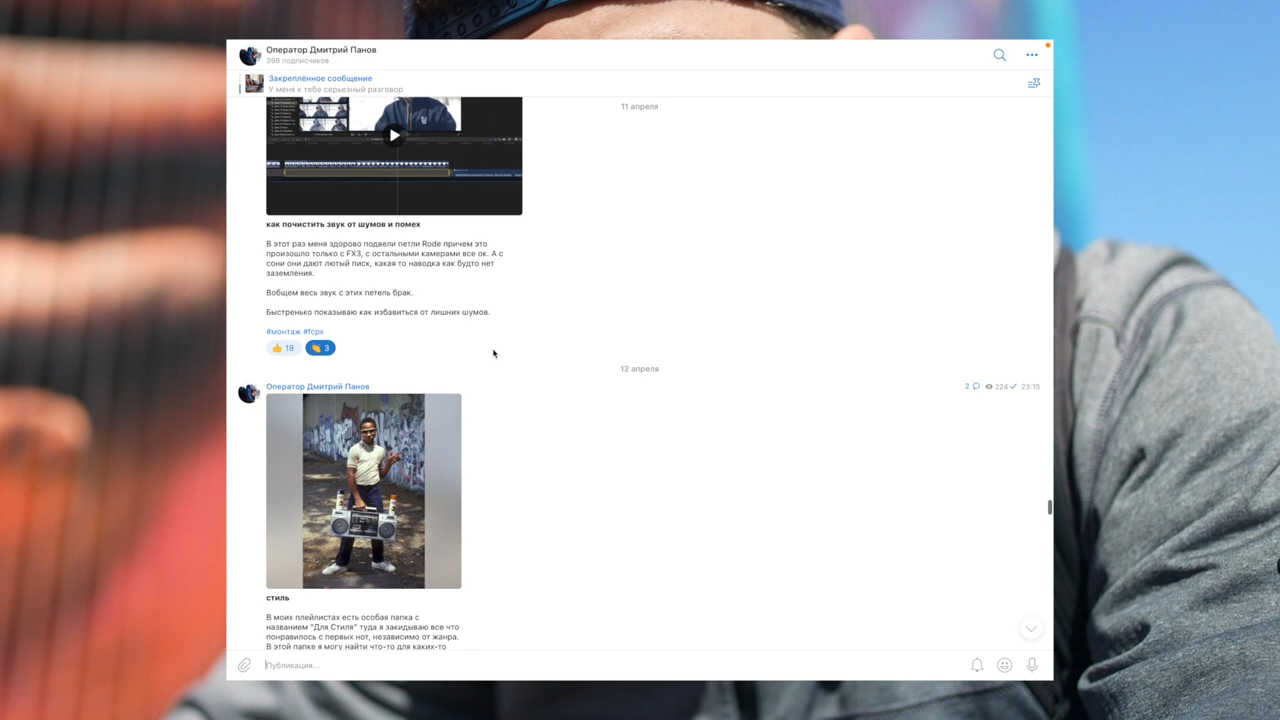 Оператор Дмитрий Панов
398 подписчиков
Закреплённое сообщение
У меня к тебе серьезный разговор
11 апреля
как почистить звук от шумов и помех
В этот раз меня здорово подвели петли Rode причем это
произошло только с FX3, с остальными камерами все ок. А с
сони они дают лютый писк, какая то наводка как будто нет
заземления.
Вобщем весь звук с этих петель брак.
Быстренько показываю как избавиться от лишних шумов.
#монтаж #fcpx
18 3
12 апреля
Оператор Дмитрий Панов
2 224 23:15
стиль
В моих плейлистах есть особая папка с
названием "Для Стиля" туда я закидываю все что
понравилось с первых нот, независимо от жанра.
В этой папке я могу найти что-то для каких-то
Публикация...